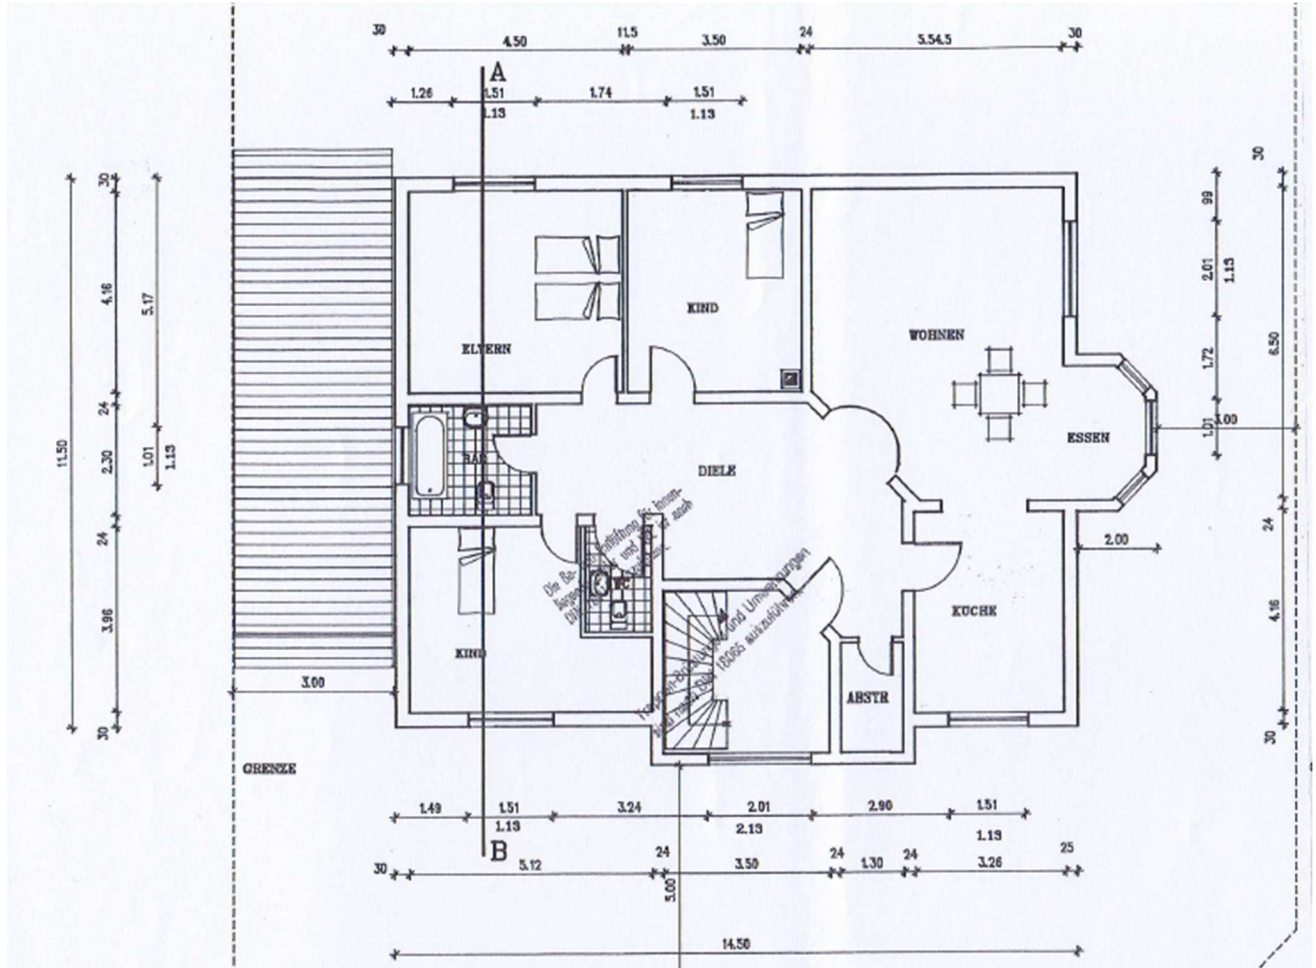 30 4.50 11.5 3.50 24 5.54.5 30
A
1.26 1.51 1.74 1.51
1.13 1.13
30 4.16 24 2.30 24 3.96 30
11.50
5.17 1.01
1.13
30
99 2.01 1.72 1.01
1.13
6.50 24 4.16 30
3.00
ELTERN
KIND
WOHNEN
ESSEN
BAD
DIELE
2.00
WC
KÜCHE
KIND
ABSTR
3.00
GRENZE
und Umwehrungen
auszuführen
1.49 1.51 3.24 2.01 2.90 1.51
1.13 2.13 1.13
B
30 5.12 24 3.50 24 1.30 24 3.26 25
5.00
14.50